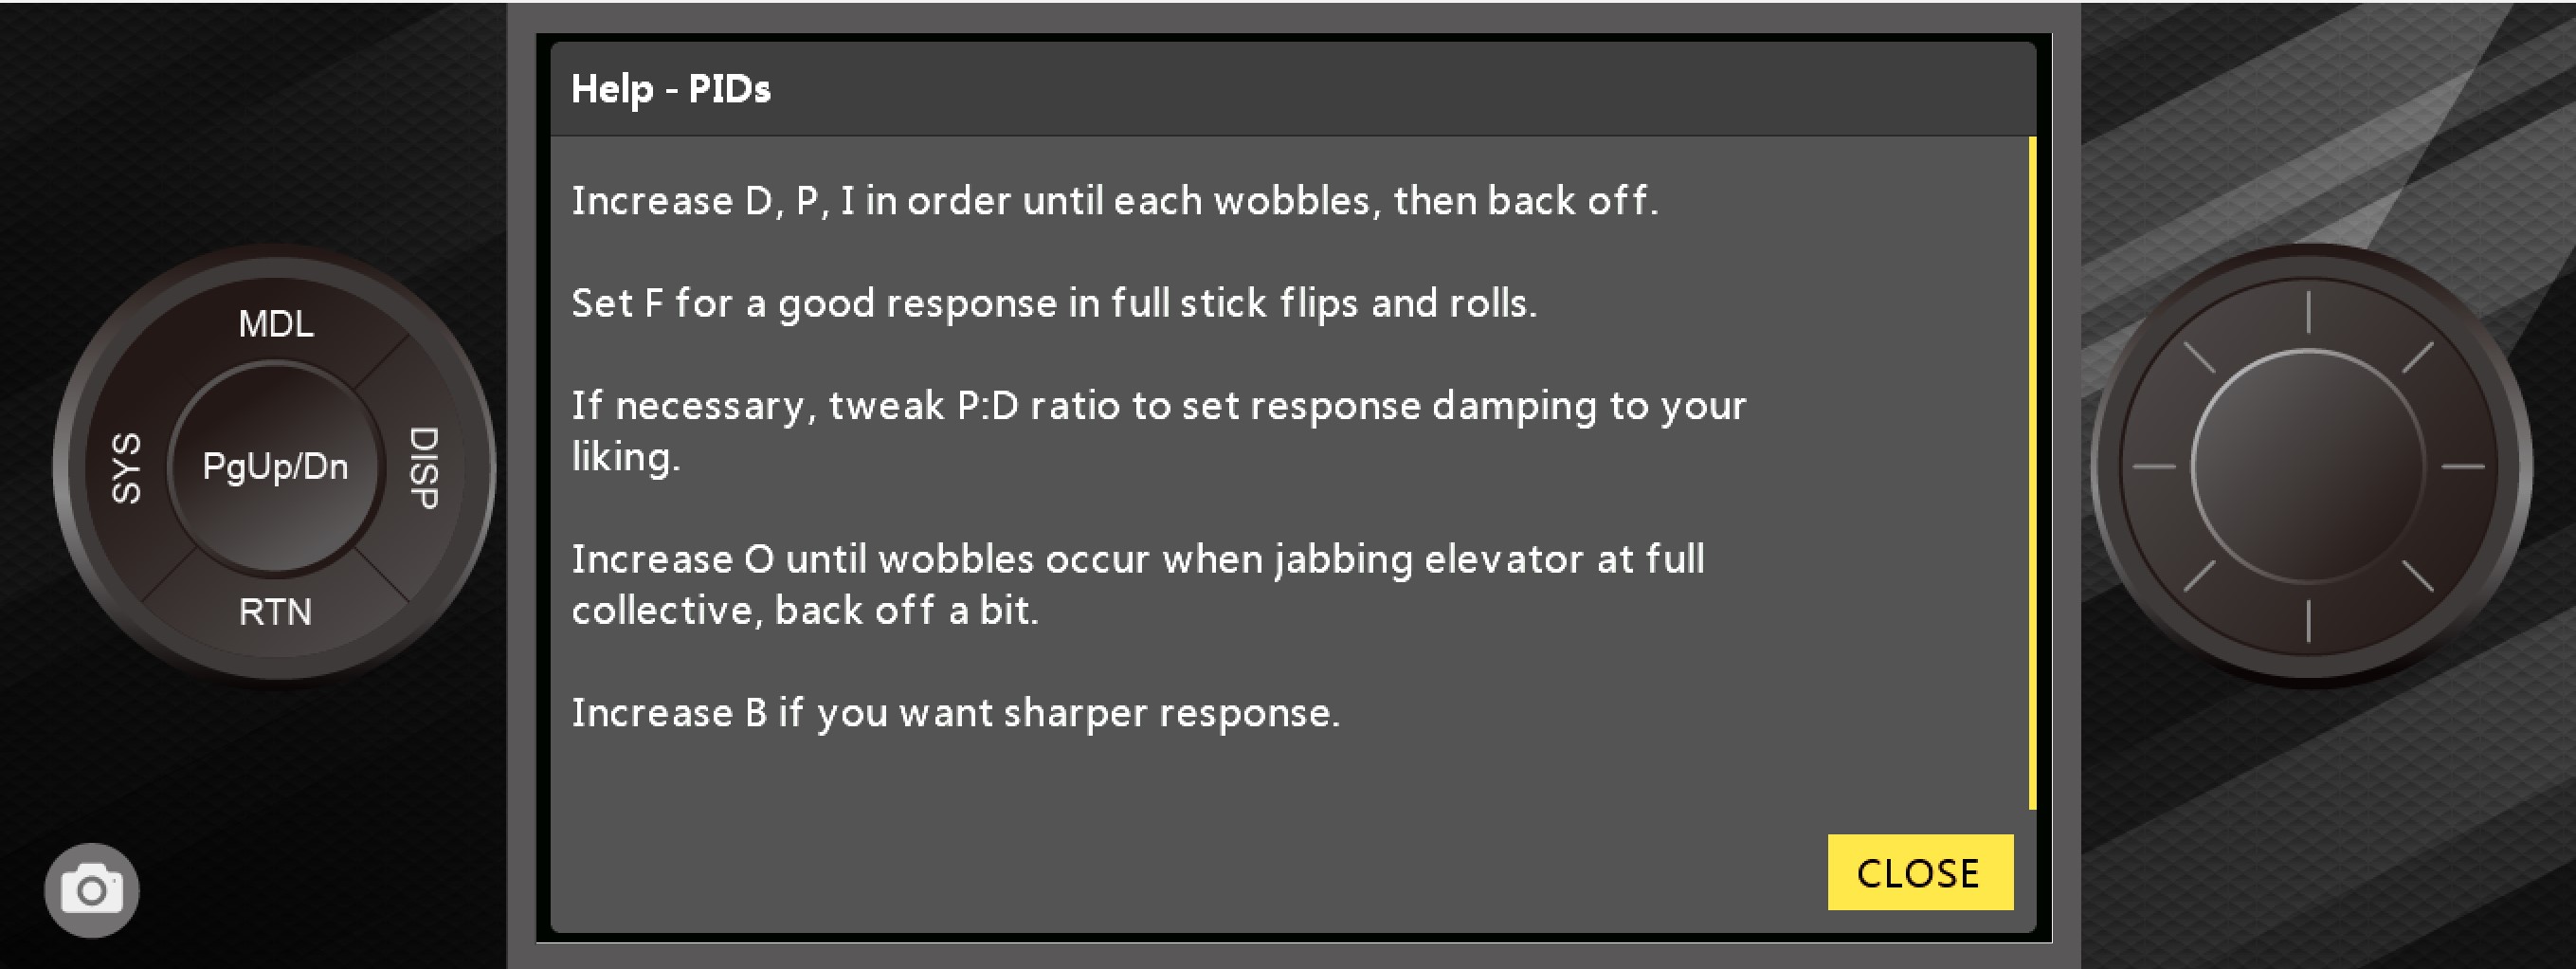 Help - PIDs
Increase D, P, I in order until each wobbles, then back off.
Set F for a good response in full stick flips and rolls.
If necessary, tweak P:D ratio to set response damping to your
liking.
Increase O until wobbles occur when jabbing elevator at full
collective, back off a bit.
Increase B if you want sharper response.
CLOSE
MDL
SYS
PgUp/Dn
DISP
RTN